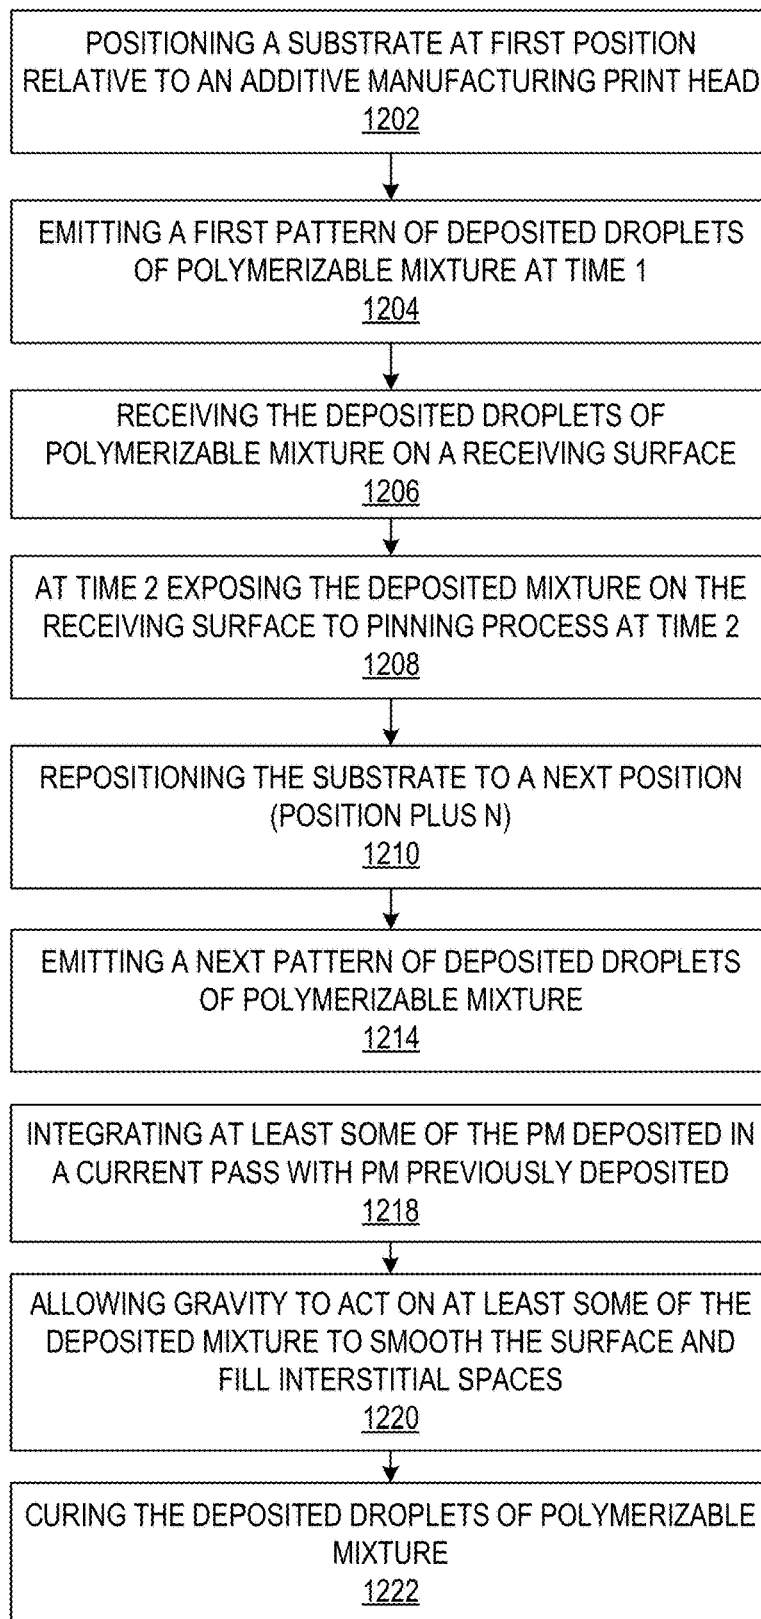 POSITIONING A SUBSTRATE AT FIRST POSITION
RELATIVE TO AN ADDITIVE MANUFACTURING PRINT HEAD
1202
EMITTING A FIRST PATTERN OF DEPOSITED DROPLETS
OF POLYMERIZABLE MIXTURE AT TIME 1
1204
RECEIVING THE DEPOSITED DROPLETS OF
POLYMERIZABLE MIXTURE ON A RECEIVING SURFACE
1206
AT TIME 2 EXPOSING THE DEPOSITED MIXTURE ON THE
RECEIVING SURFACE TO PINNING PROCESS AT TIME 2
1208
REPOSITIONING THE SUBSTRATE TO A NEXT POSITION
(POSITION PLUS N)
1210
EMITTING A NEXT PATTERN OF DEPOSITED DROPLETS
OF POLYMERIZABLE MIXTURE
1214
INTEGRATING AT LEAST SOME OF THE PM DEPOSITED IN
A CURRENT PASS WITH PM PREVIOUSLY DEPOSITED
1218
ALLOWING GRAVITY TO ACT ON AT LEAST SOME OF THE
DEPOSITED MIXTURE TO SMOOTH THE SURFACE AND
FILL INTERSTITIAL SPACES
1220
CURING THE DEPOSITED DROPLETS OF POLYMERIZABLE
MIXTURE
1222